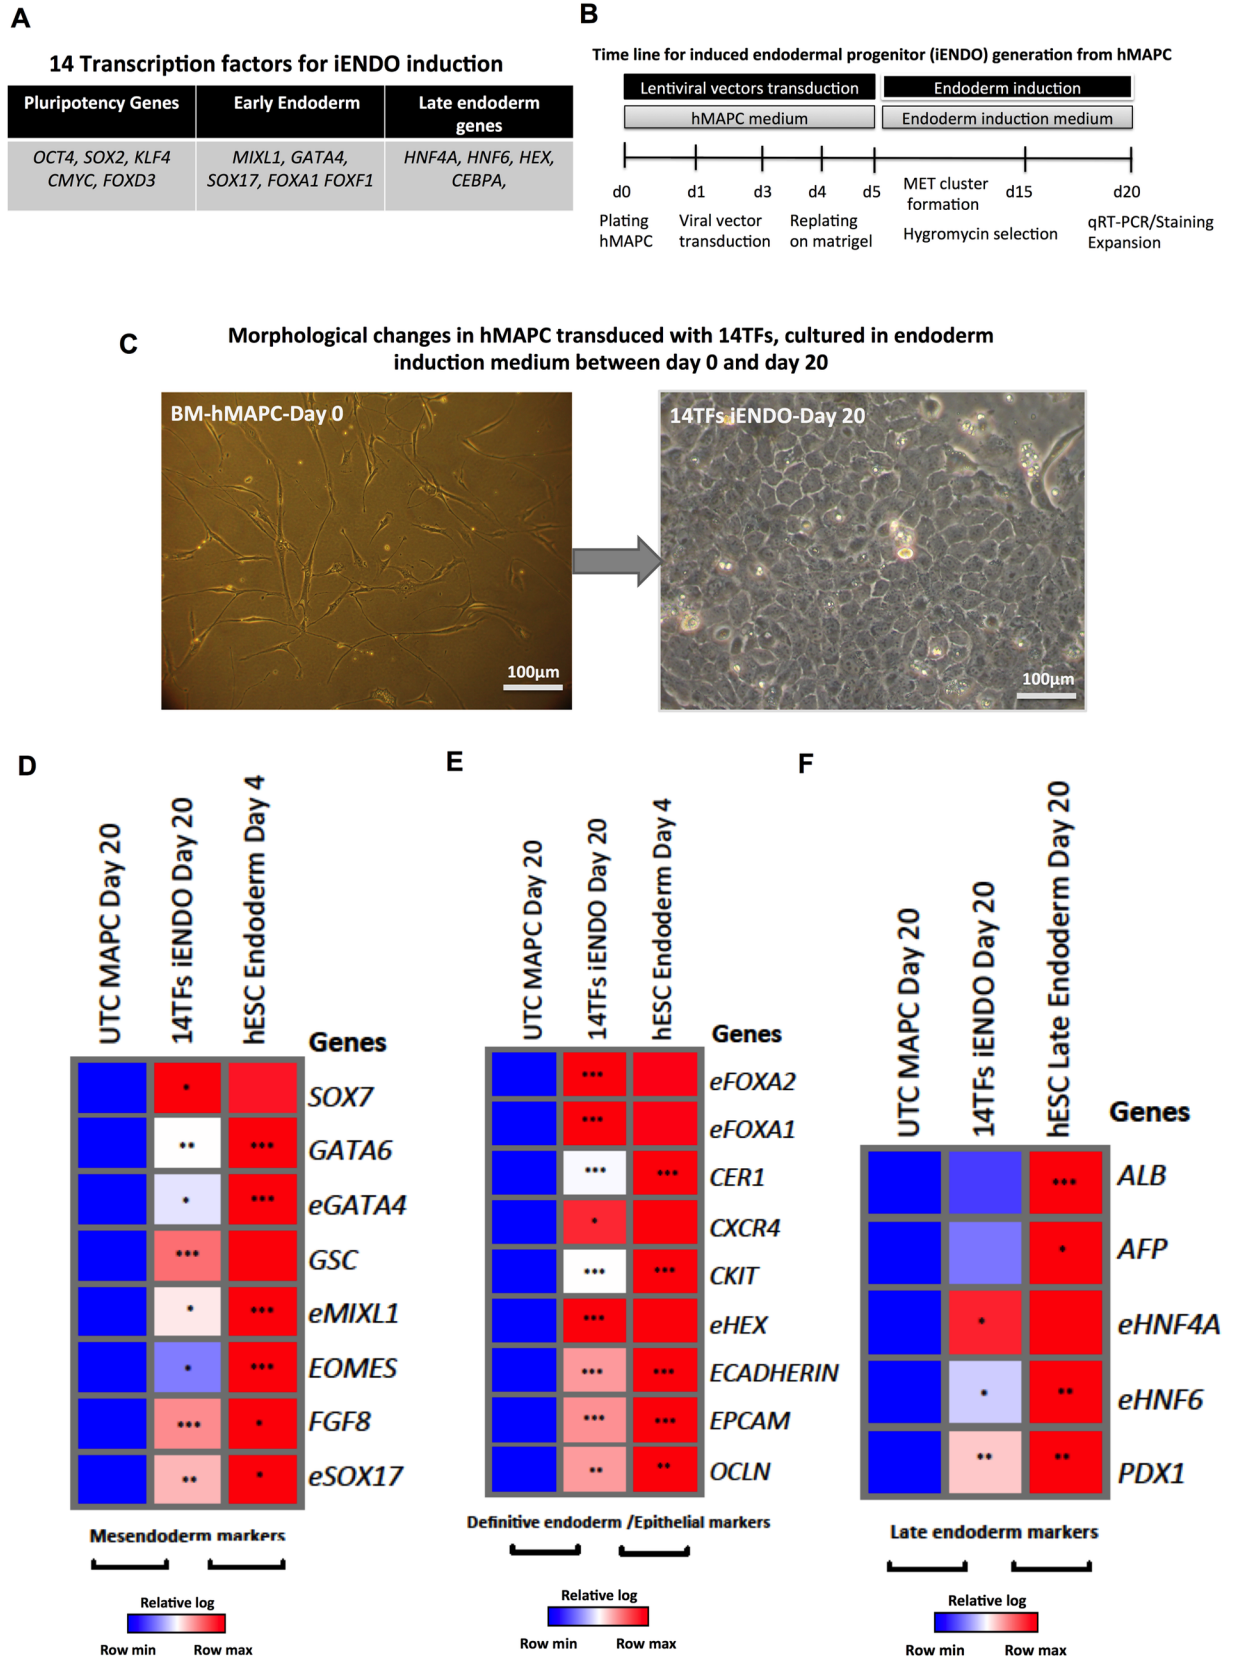 A
14 Transcription factors for iENDO induction
Pluripotency Genes
Early Endoderm
Late endoderm
genes
OCT4, SOX2, KLF4
CMYC, FOXD3
MIXL1, GATA4,
SOX17, FOXA1 FOXF1
HNF4A, HNF6, HEX,
CEBPA,
B
Time line for induced endodermal progenitor (iENDO) generation from hMAPC
Lentiviral vectors transduction
Endoderm induction
hMAPC medium
Endoderm induction medium
d0
d1
d3
d4
d5
MET cluster
formation
d15
d20
Plating
hMAPC
Viral vector
transduction
Replating
on matrigel
Hygromycin selection
qRT-PCR/Staining
Expansion
C
Morphological changes in hMAPC transduced with 14TFs, cultured in endoderm
induction medium between day 0 and day 20
BM-hMAPC-Day 0
100μm
14TFs iENDO-Day 20
100μm
D
UTC MAPC Day 20
14TFs iENDO Day 20
hESC Endoderm Day 4
Genes
* SOX7
** *** GATA6
* *** eGATA4
*** GSC
* *** eMIXL1
* *** EOMES
*** * FGF8
** * eSOX17
Mesendoderm markers
Relative log
Row min Row max
E
UTC MAPC Day 20
14TFs iENDO Day 20
hESC Endoderm Day 4
Genes
*** eFOXA2
*** eFOXA1
*** *** CER1
* CXCR4
*** *** CKIT
*** eHEX
*** *** ECADHERIN
*** *** EPCAM
** ** OCLN
Definitive endoderm /Epithelial markers
Relative log
Row min Row max
F
UTC MAPC Day 20
14TFs iENDO Day 20
hESC Late Endoderm Day 20
Genes
*** ALB
* AFP
* eHNF4A
* ** eHNF6
** ** PDX1
Late endoderm markers
Relative log
Row min Row max